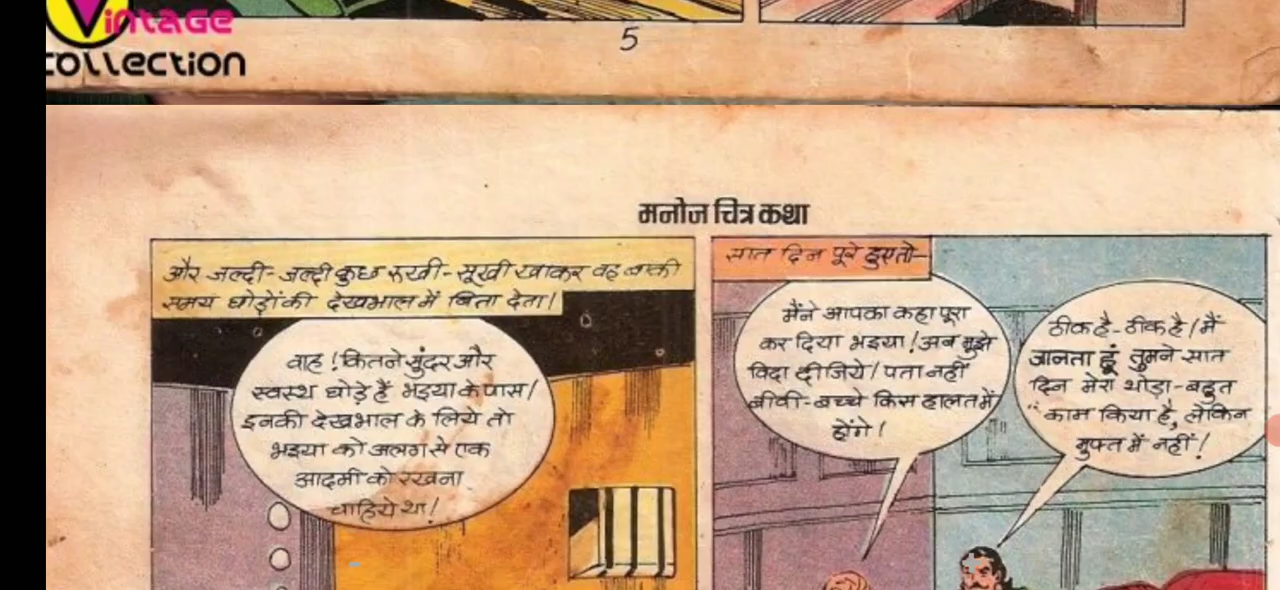 Vintage
collection
5
मनोज चित्र कथा
और जल्दी-जल्दी कुछ रूखी-सूखी खाकर वह बाकी
समय घोड़ों की देखभाल में बिता देता।
वाह! कितने सुंदर और
स्वस्थ घोड़े हैं भइया के पास।
इनकी देखभाल के लिये तो
भइया को अलग से एक
आदमी को रखना
चाहिये था!
सात दिन पूरे हुए तो—
मैंने आपका कहा पूरा
कर दिया भइया! अब मुझे
विदा दीजिये। पता नहीं
बीवी-बच्चे किस हालत में
होंगे!
ठीक है-ठीक है। मैं
जानता हूं तुमने सात
दिन मेरा थोड़ा-बहुत
काम किया है, लेकिन
मुफ्त में नहीं!